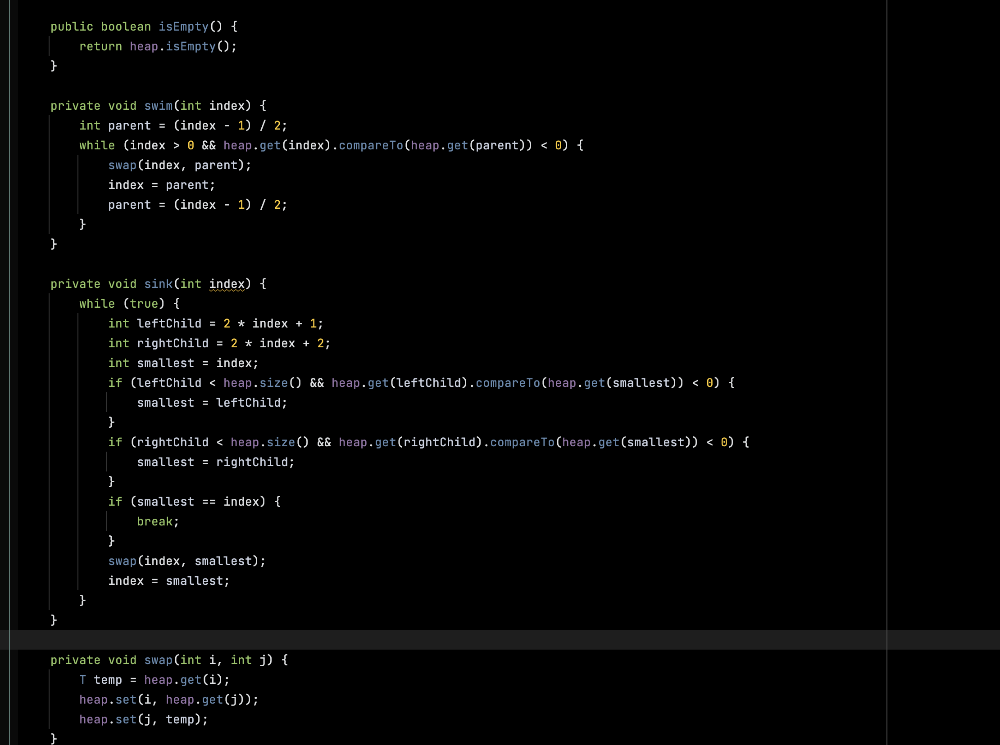 public boolean isEmpty() {
    return heap.isEmpty();
}

private void swim(int index) {
    int parent = (index - 1) / 2;
    while (index > 0 && heap.get(index).compareTo(heap.get(parent)) < 0) {
        swap(index, parent);
        index = parent;
        parent = (index - 1) / 2;
    }
}

private void sink(int index) {
    while (true) {
        int leftChild = 2 * index + 1;
        int rightChild = 2 * index + 2;
        int smallest = index;
        if (leftChild < heap.size() && heap.get(leftChild).compareTo(heap.get(smallest)) < 0) {
            smallest = leftChild;
        }
        if (rightChild < heap.size() && heap.get(rightChild).compareTo(heap.get(smallest)) < 0) {
            smallest = rightChild;
        }
        if (smallest == index) {
            break;
        }
        swap(index, smallest);
        index = smallest;
    }
}

private void swap(int i, int j) {
    T temp = heap.get(i);
    heap.set(i, heap.get(j));
    heap.set(j, temp);
}